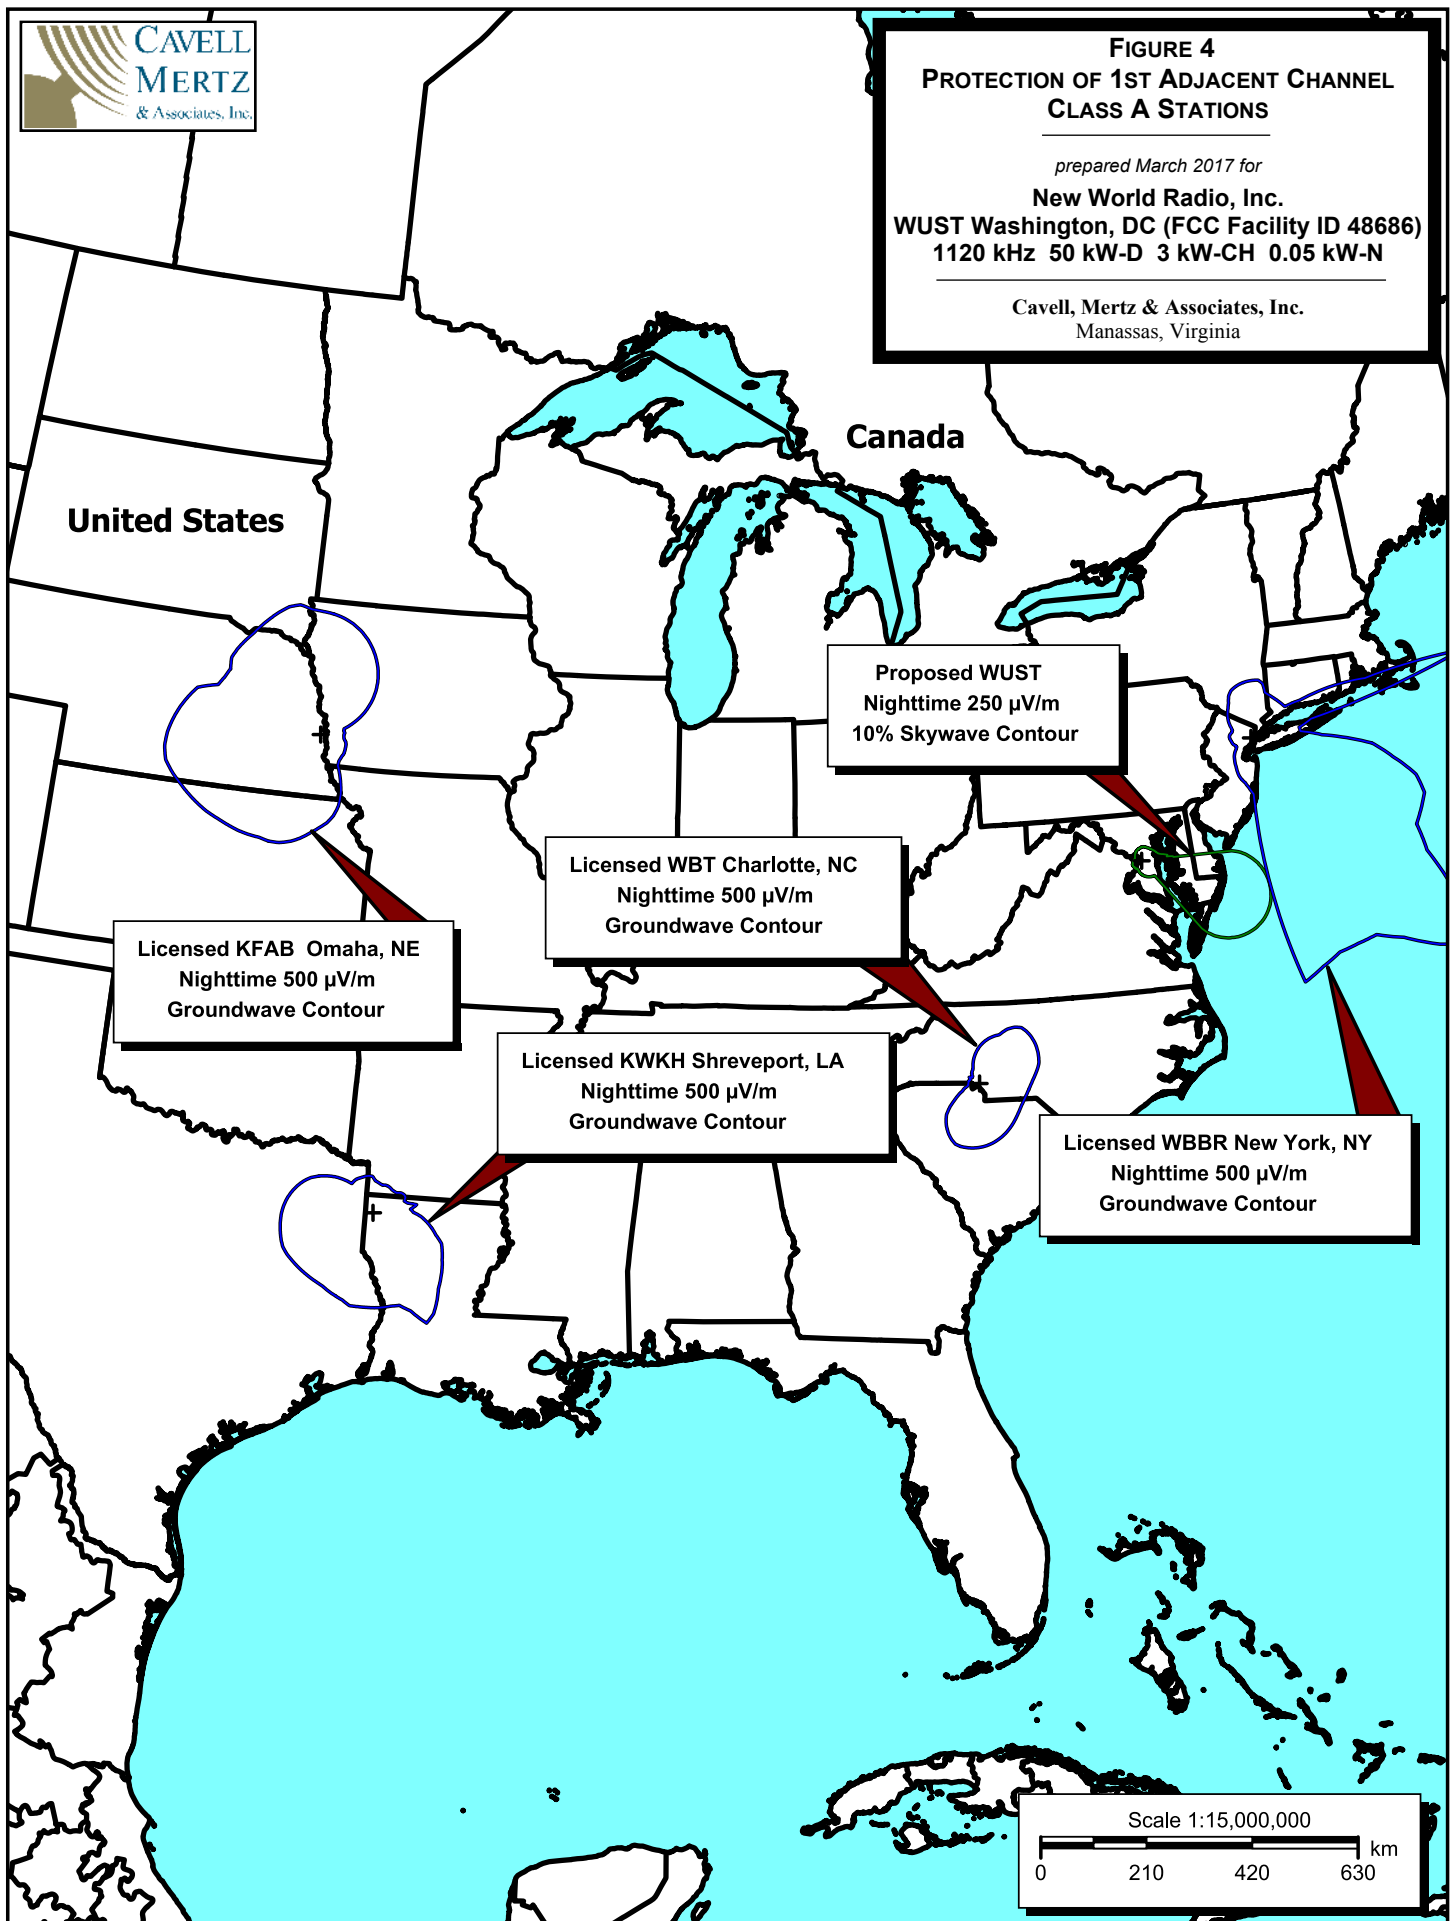 CAVELL
MERTZ
& Associates, Inc.
FIGURE 4
PROTECTION OF 1ST ADJACENT CHANNEL
CLASS A STATIONS
prepared March 2017 for
New World Radio, Inc.
WUST Washington, DC (FCC Facility ID 48686)
1120 kHz 50 kW-D 3 kW-CH 0.05 kW-N
Cavell, Mertz & Associates, Inc.
Manassas, Virginia
Canada
United States
Proposed WUST
Nighttime 250 µV/m
10% Skywave Contour
Licensed WBT Charlotte, NC
Nighttime 500 µV/m
Groundwave Contour
Licensed KFAB Omaha, NE
Nighttime 500 µV/m
Groundwave Contour
Licensed KWKH Shreveport, LA
Nighttime 500 µV/m
Groundwave Contour
Licensed WBBR New York, NY
Nighttime 500 µV/m
Groundwave Contour
Scale 1:15,000,000
km
0 210 420 630